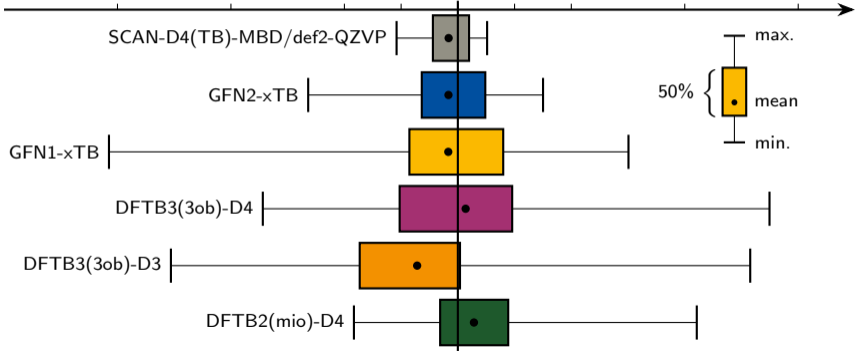 SCAN-D4(TB)-MBD/def2-QZVP
max.
GFN2-xTB
50%
mean
GFN1-xTB
min.
DFTB3(3ob)-D4
DFTB3(3ob)-D3
DFTB2(mio)-D4